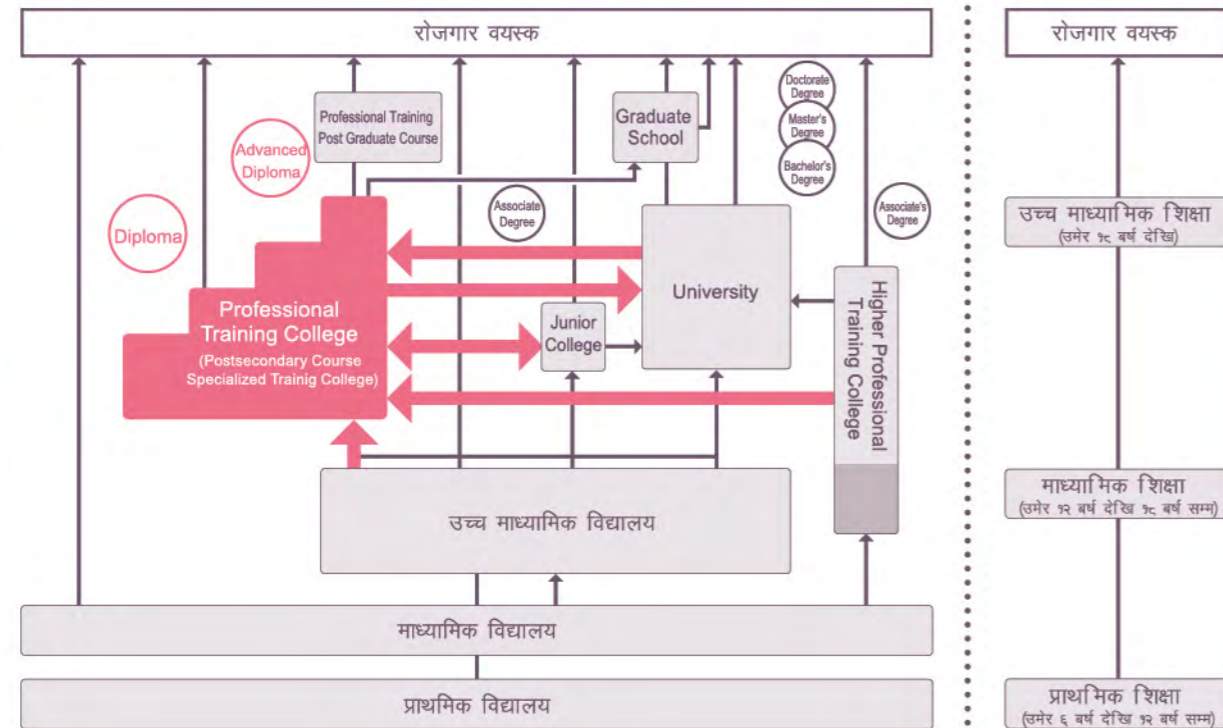 रोजगार वयस्क
Professional Training
Post Graduate Course
Graduate
School
Doctorate
Degree
Master's
Degree
Bachelor's
Degree
Advanced
Diploma
Diploma
Associate
Degree
Associate's
Degree
Professional
Training College
(Postsecondary Course
Specialized Trainig College)
University
Junior
College
Higher Professional
Training College
उच्च माध्यामिक विद्यालय
माध्यामिक विद्यालय
प्राथमिक विद्यालय
रोजगार वयस्क
उच्च माध्यामिक शिक्षा
(उमेर १८ बर्ष देखि)
माध्यामिक शिक्षा
(उमेर १२ बर्ष देखि १८ बर्ष सम्म)
प्राथमिक शिक्षा
(उमेर ६ बर्ष देखि १२ बर्ष सम्म)